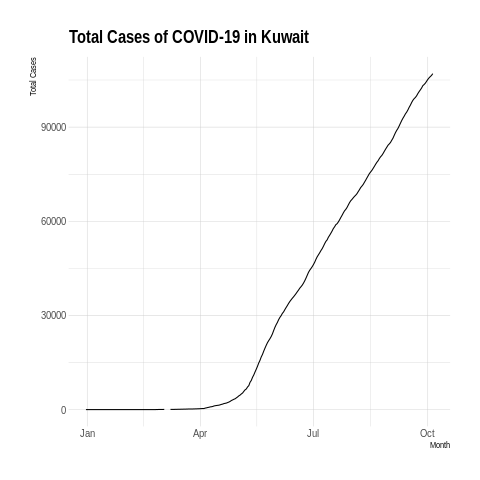 Total Cases of COVID-19 in Kuwait
Total Cases
90000
60000
30000
0
Jan Apr Jul Oct
Month